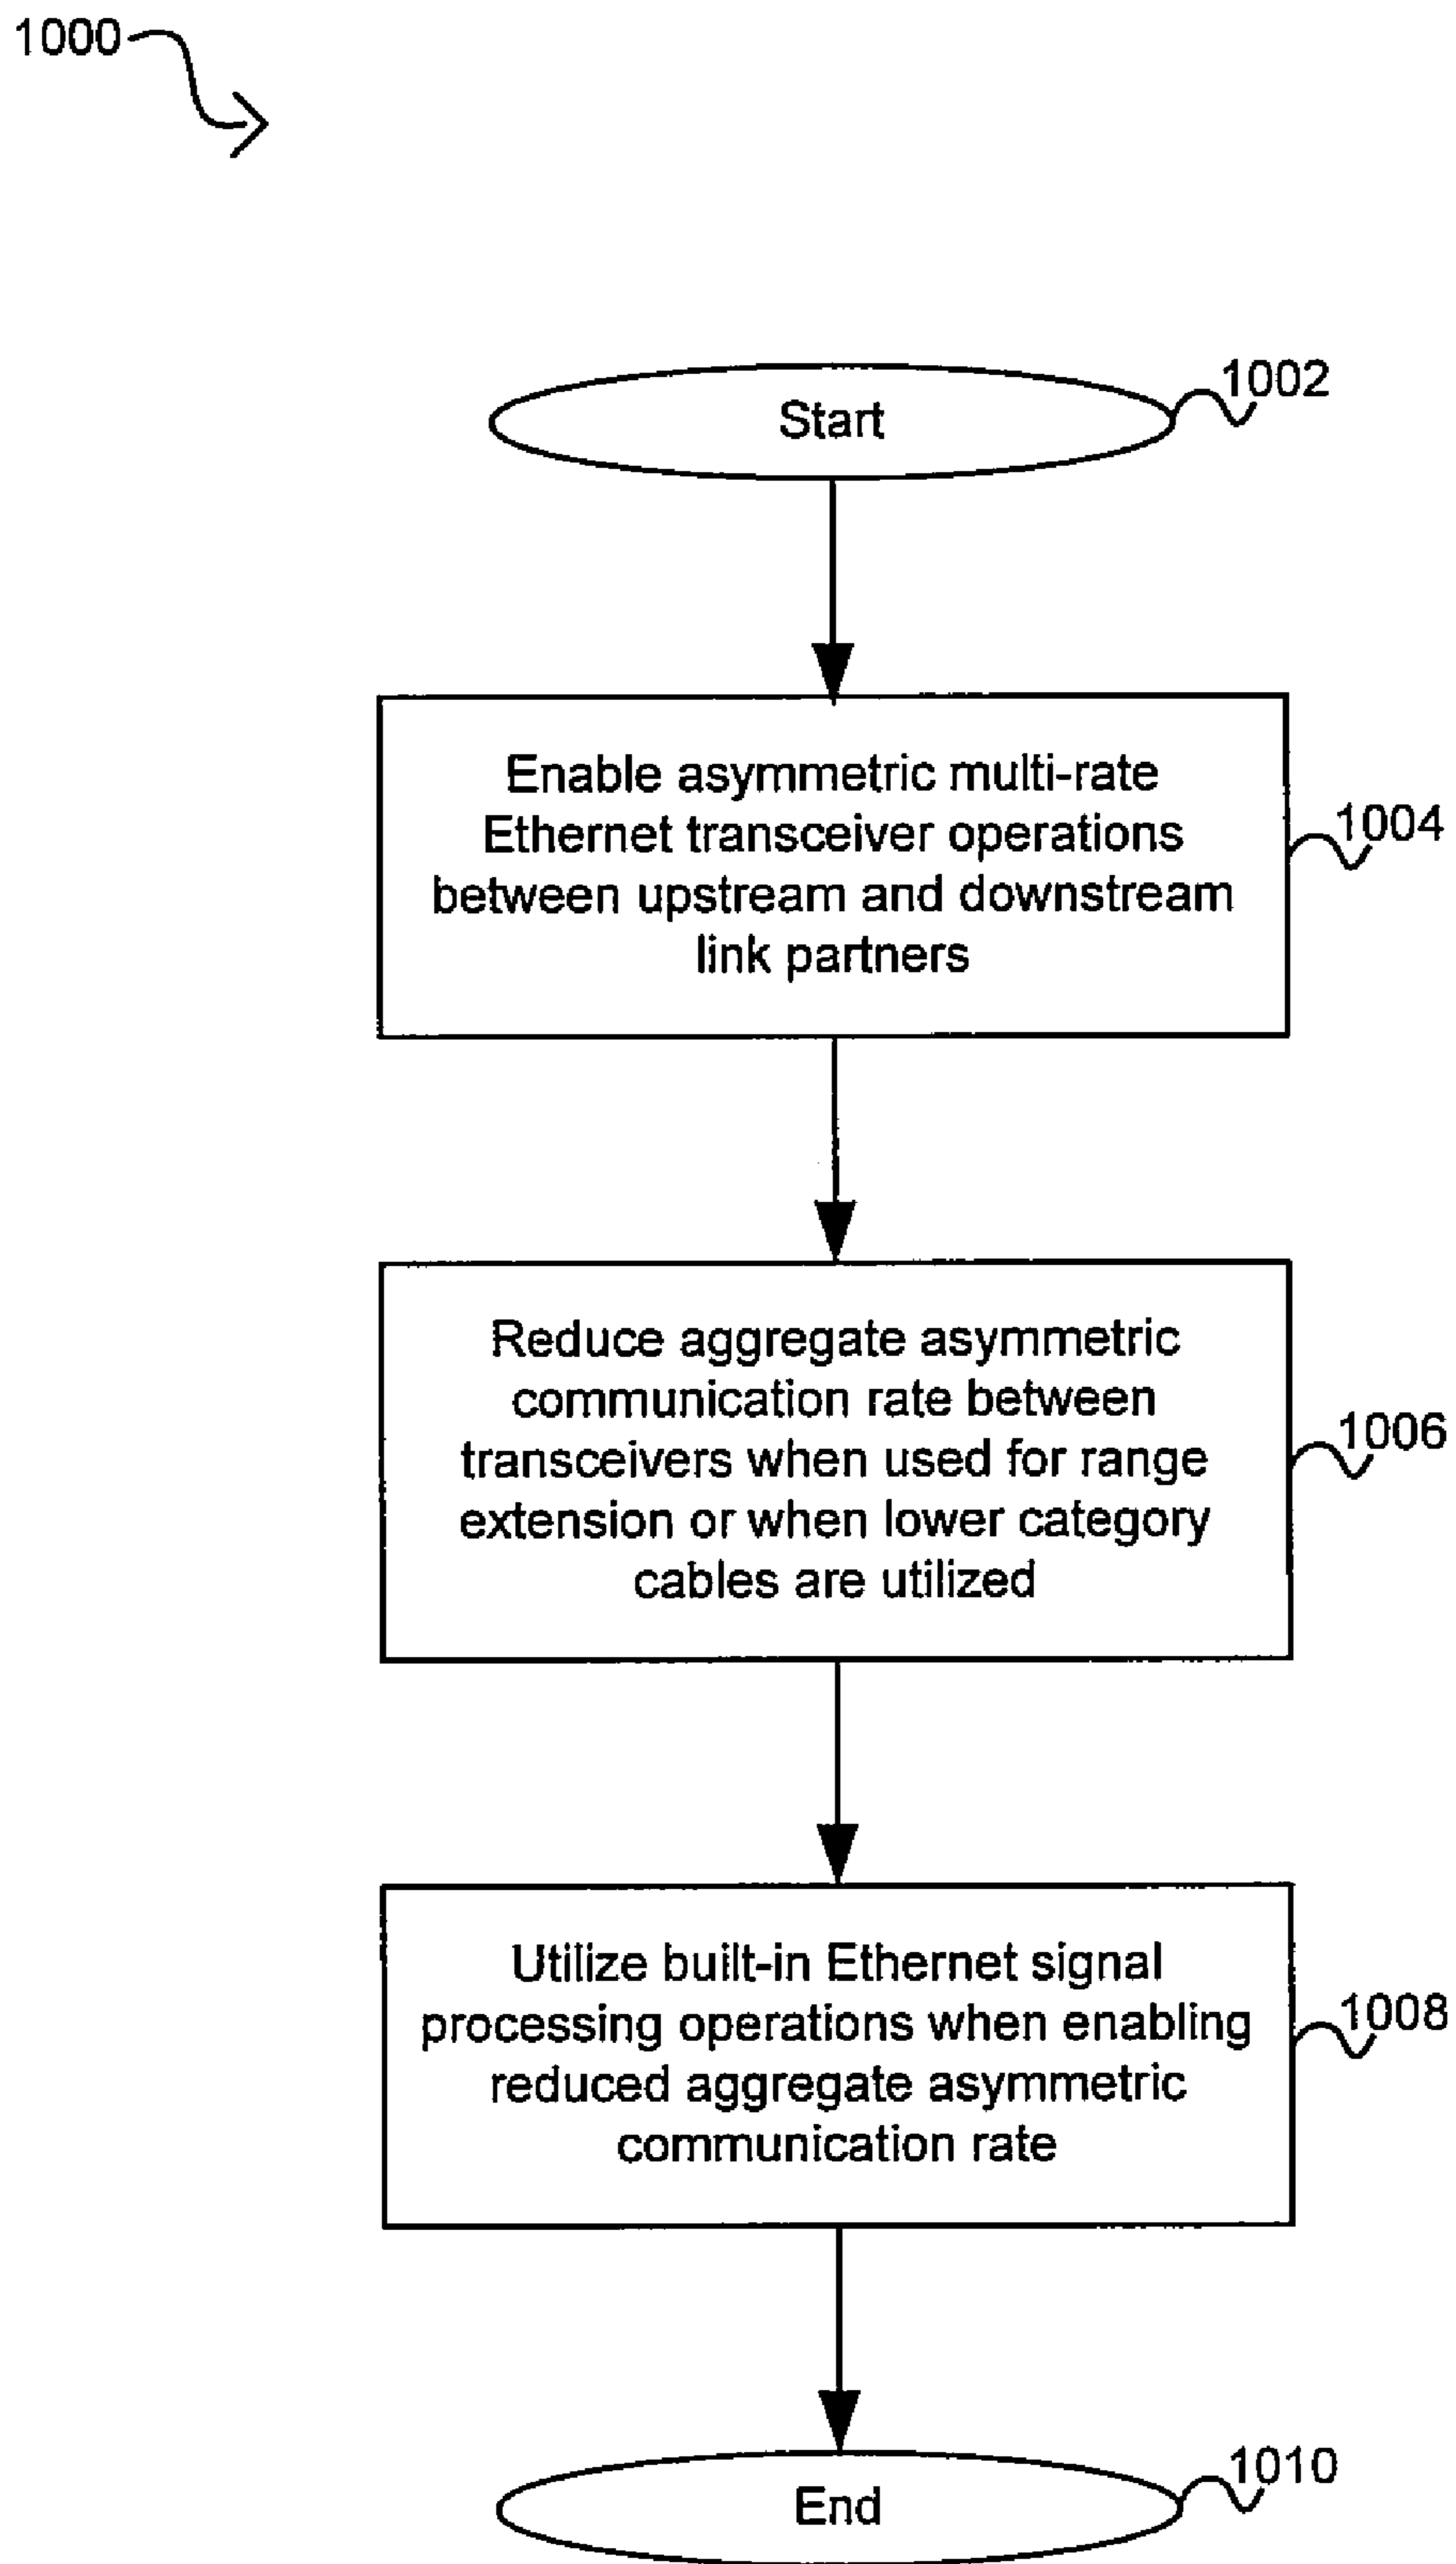 1000
1002
Start
Enable asymmetric multi-rate
Ethernet transceiver operations
between upstream and downstream
link partners
1004
Reduce aggregate asymmetric
communication rate between
transceivers when used for range
extension or when lower category
cables are utilized
1006
Utilize built-in Ethernet signal
processing operations when enabling
reduced aggregate asymmetric
communication rate
1008
End
1010